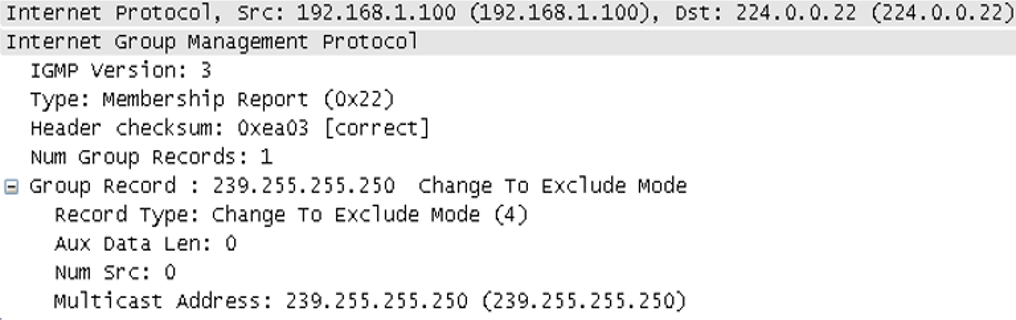 Internet Protocol, Src: 192.168.1.100 (192.168.1.100), Dst: 224.0.0.22 (224.0.0.22)
Internet Group Management Protocol
IGMP Version: 3
Type: Membership Report (0x22)
Header checksum: 0xea03 [correct]
Num Group Records: 1
Group Record : 239.255.255.250 Change To Exclude Mode
Record Type: Change To Exclude Mode (4)
Aux Data Len: 0
Num Src: 0
Multicast Address: 239.255.255.250 (239.255.255.250)